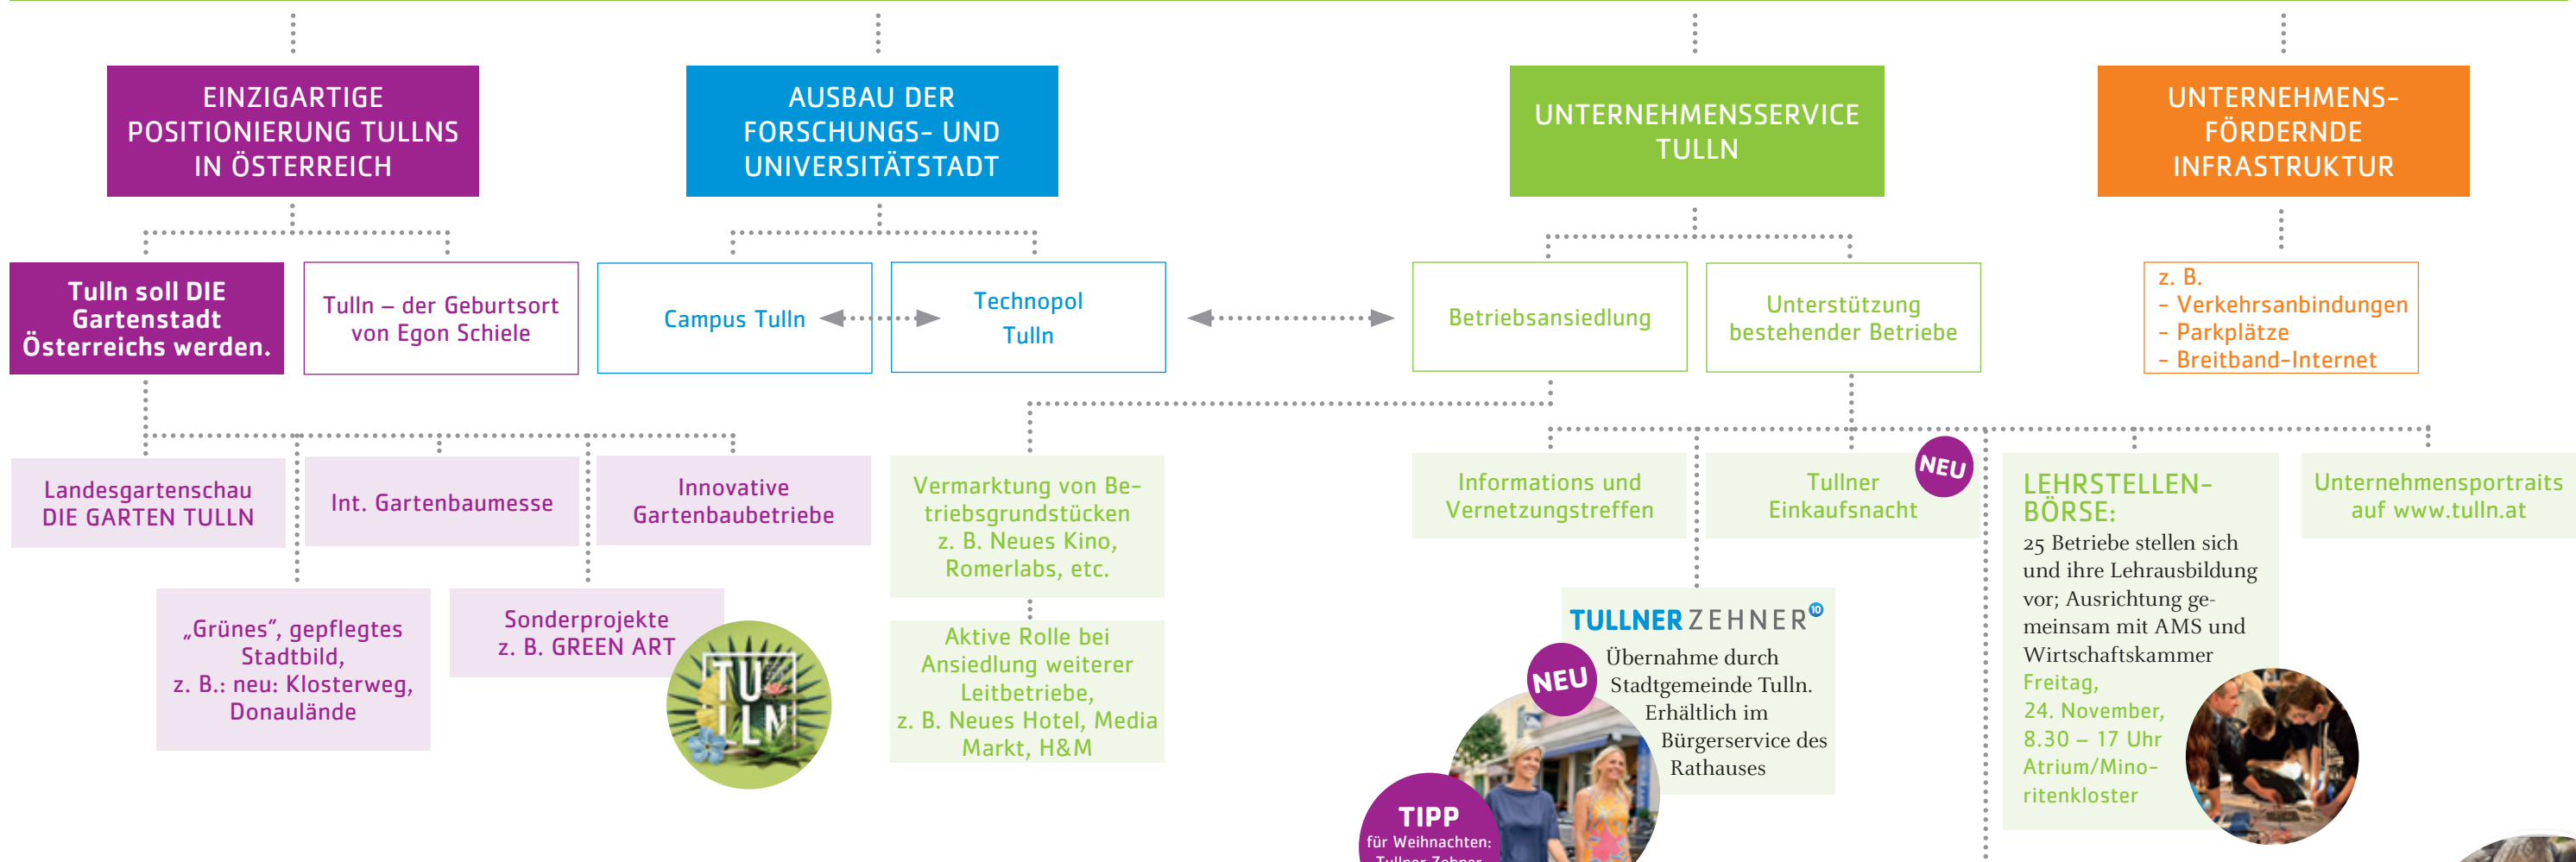 EINZIGARTIGE
POSITIONIERUNG TULLNS
IN ÖSTERREICH
AUSBAU DER
FORSCHUNGS- UND
UNIVERSITÄTSTADT
UNTERNEHMENSSERVICE
TULLN
UNTERNEHMENS-
FÖRDERNDE
INFRASTRUKTUR
Tulln soll DIE
Gartenstadt
Österreichs werden.
Tulln – der Geburtsort
von Egon Schiele
Campus Tulln
Technopol
Tulln
Betriebsansiedlung
Unterstützung
bestehender Betriebe
z. B.
- Verkehrsanbindungen
- Parkplätze
- Breitband-Internet
Landesgartenschau
DIE GARTEN TULLN
Int. Gartenbaumesse
Innovative
Gartenbaubetriebe
„Grünes“, gepflegtes
Stadtbild,
z. B.: neu: Klosterweg,
Donaulände
Sonderprojekte
z. B. GREEN ART
TU
LLN
Vermarktung von Be-
triebsgrundstücken
z. B. Neues Kino,
Romerlabs, etc.
Aktive Rolle bei
Ansiedlung weiterer
Leitbetriebe,
z. B. Neues Hotel, Media
Markt, H&M
Informations und
Vernetzungstreffen
Tullner
Einkaufsnacht
NEU
TULLNER ZEHNER 10
NEU
Übernahme durch
Stadtgemeinde Tulln.
Erhältlich im
Bürgerservice des
Rathauses
TIPP
für Weihnachten:
Tullner Zehner
LEHRSTELLEN-
BÖRSE:
25 Betriebe stellen sich
und ihre Lehrausbildung
vor; Ausrichtung ge-
meinsam mit AMS und
Wirtschaftskammer
Freitag,
24. November,
8.30 – 17 Uhr
Atrium/Mino-
ritenkloster
Unternehmensportraits
auf www.tulln.at